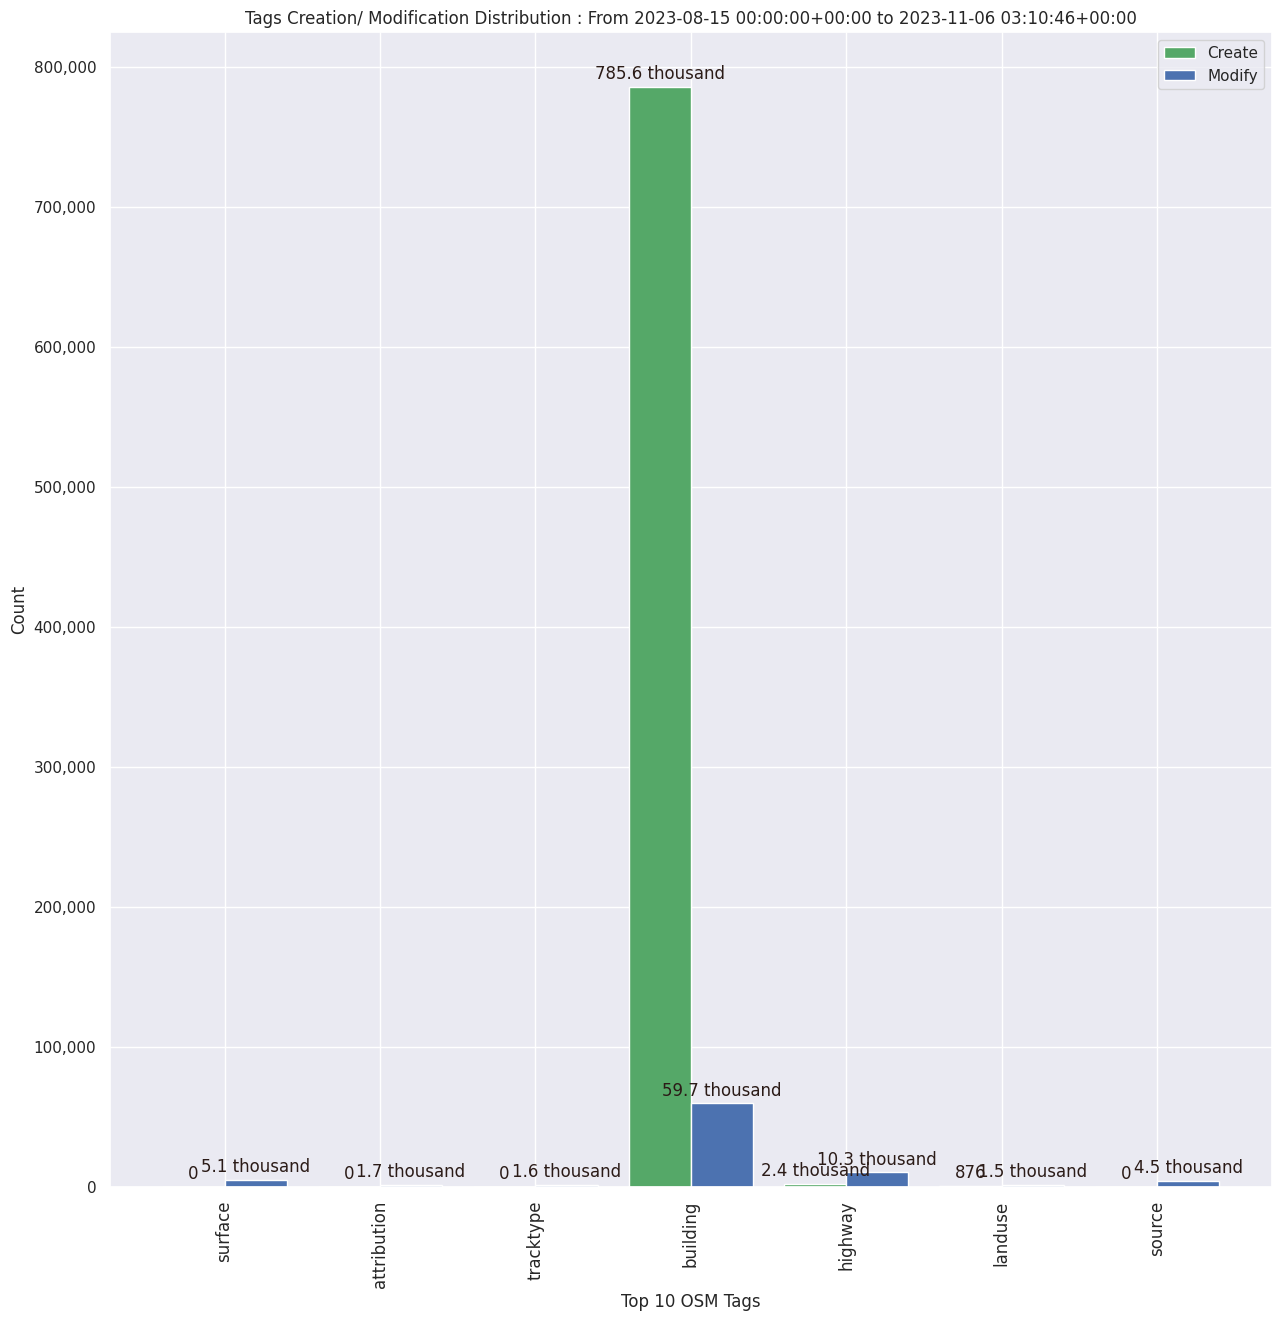 Tags Creation/ Modification Distribution : From 2023-08-15 00:00:00+00:00 to 2023-11-06 03:10:46+00:00
Create
Modify
800,000
700,000
600,000
500,000
400,000
300,000
200,000
100,000
0
Count
785.6 thousand
59.7 thousand
0
5.1 thousand
0
1.7 thousand
0
1.6 thousand
2.4 thousand
10.3 thousand
876
1.5 thousand
0
4.5 thousand
surface
attribution
tracktype
building
highway
landuse
source
Top 10 OSM Tags